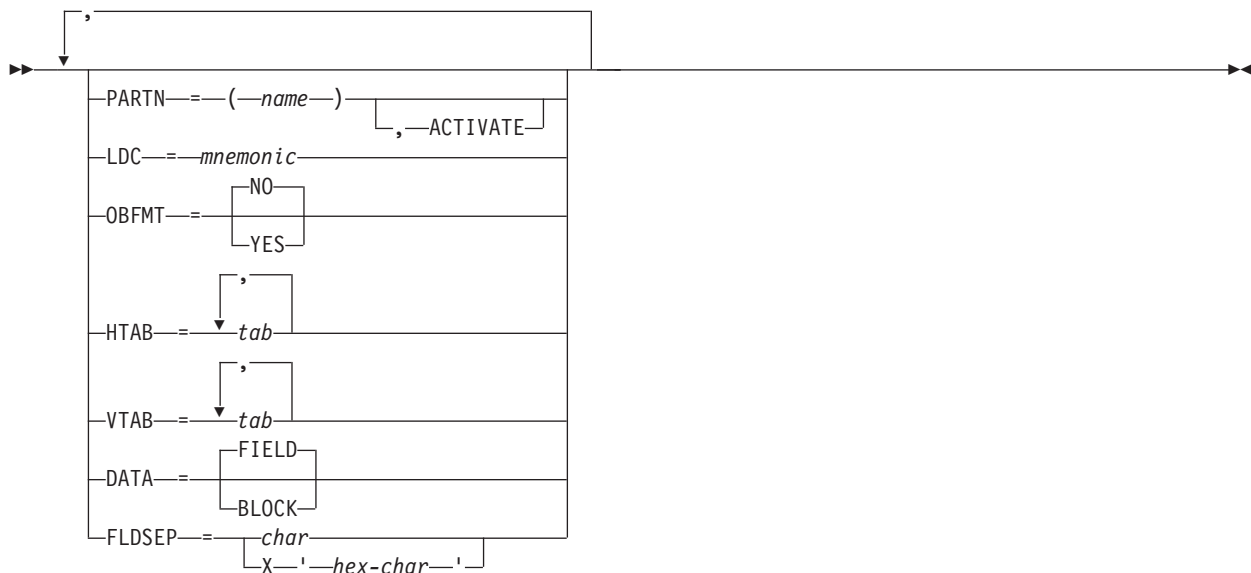 ,
PARTN = ( name )
, ACTIVATE
LDC = mnemonic
NO
OBFMT =
YES
,
HTAB = tab
,
VTAB = tab
FIELD
DATA =
BLOCK
FLDSEP = char
X ' hex-char '